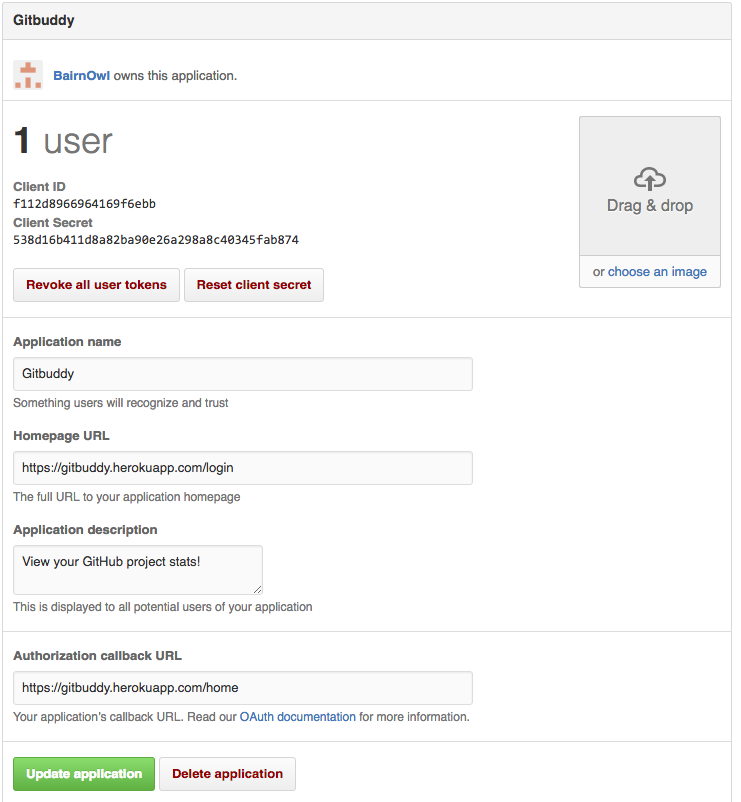 Gitbuddy
BairnOwl owns this application.
1 user
Client ID
f112d8966964169f6ebb
Client Secret
538d16b411d8a82ba90e26a298a8c40345fab874
Revoke all user tokens
Reset client secret
Drag & drop
or choose an image
Application name
Gitbuddy
Something users will recognize and trust
Homepage URL
https://gitbuddy.herokuapp.com/login
The full URL to your application homepage
Application description
View your GitHub project stats!
This is displayed to all potential users of your application
Authorization callback URL
https://gitbuddy.herokuapp.com/home
Your application's callback URL. Read our OAuth documentation for more information.
Update application
Delete application